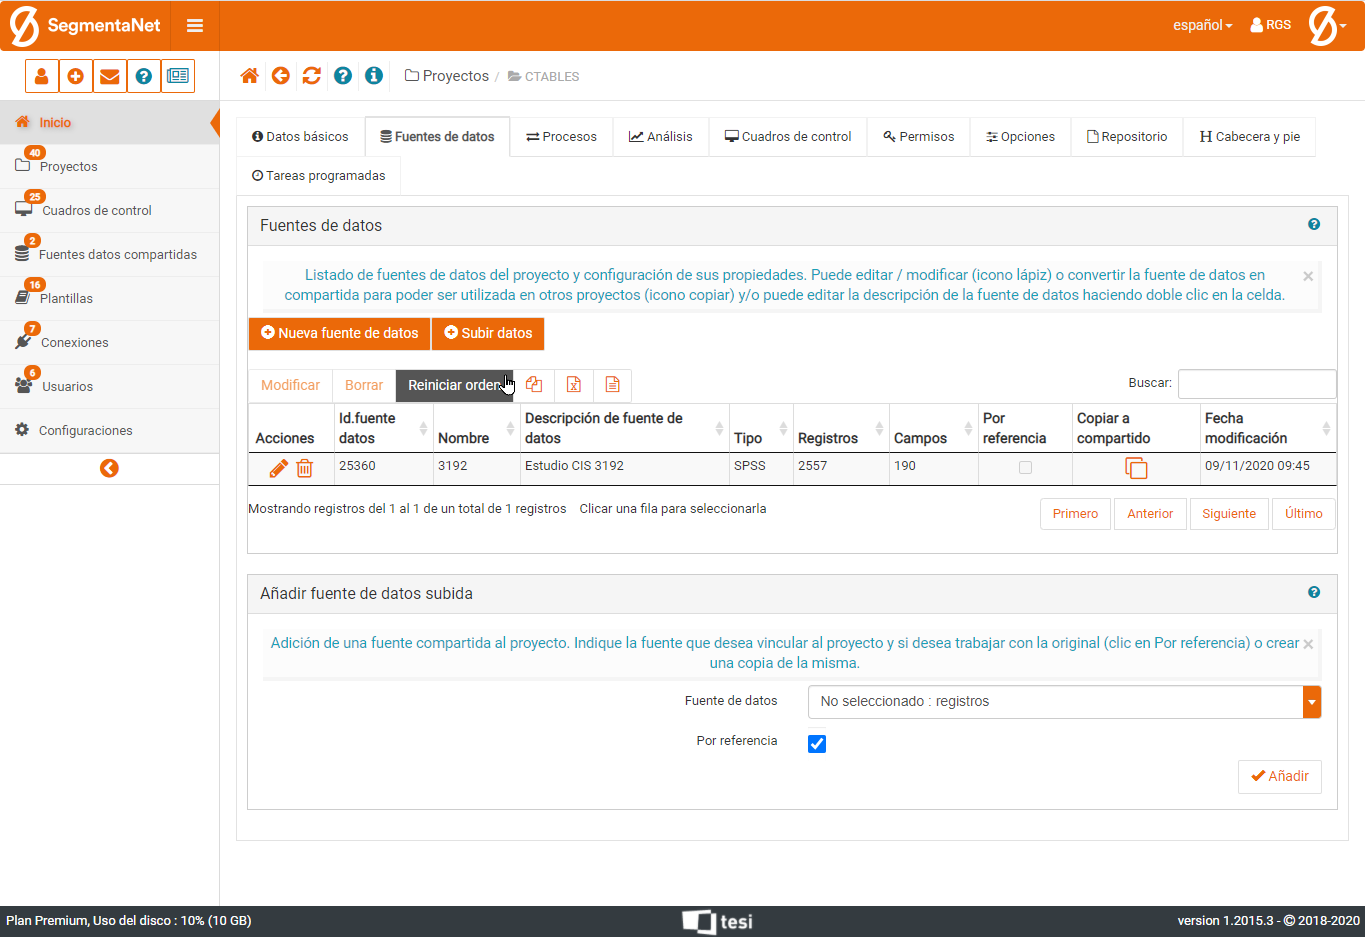 SegmentaNet
español
RGS
Proyectos / CTABLES
Inicio
40
Proyectos
25
Cuadros de control
2
Fuentes datos compartidas
16
Plantillas
7
Conexiones
6
Usuarios
Configuraciones
Datos básicos
Fuentes de datos
Procesos
Análisis
Cuadros de control
Permisos
Opciones
Repositorio
Cabecera y pie
Tareas programadas
Fuentes de datos
Listado de fuentes de datos del proyecto y configuración de sus propiedades. Puede editar / modificar (icono lápiz) o convertir la fuente de datos en
compartida para poder ser utilizada en otros proyectos (icono copiar) y/o puede editar la descripción de la fuente de datos haciendo doble clic en la celda.
Nueva fuente de datos
Subir datos
Modificar
Borrar
Reiniciar orden
Buscar:
Acciones
Id.fuente
datos
Nombre
Descripción de fuente de
datos
Tipo
Registros
Campos
Por
referencia
Copiar a
compartido
Fecha
modificación
25360
3192
Estudio CIS 3192
SPSS
2557
190
09/11/2020 09:45
Mostrando registros del 1 al 1 de un total de 1 registros Clicar una fila para seleccionarla
Primero
Anterior
Siguiente
Último
Añadir fuente de datos subida
Adición de una fuente compartida al proyecto. Indique la fuente que desea vincular al proyecto y si desea trabajar con la original (clic en Por referencia) o crear
una copia de la misma.
Fuente de datos
No seleccionado : registros
Por referencia
Añadir
Plan Premium, Uso del disco : 10% (10 GB)
tesi
version 1.2015.3 - © 2018-2020